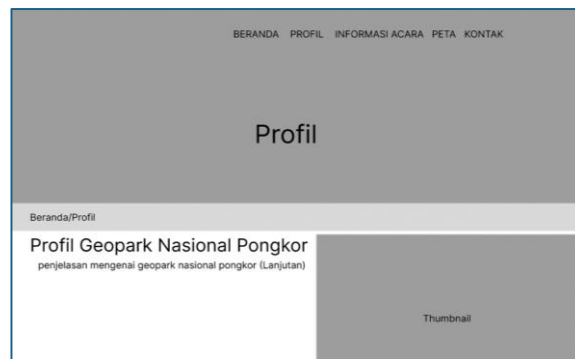 BERANDA PROFIL INFORMASI ACARA PETA KONTAK
Profil
Beranda/Profil
Profil Geopark Nasional Pongkor
penjelasan mengenai geopark nasional pongkor (Lanjutan)
Thumbnail